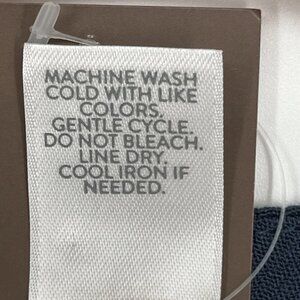 MACHINE WASH
COLD WITH LIKE
COLORS.
GENTLE CYCLE.
DO NOT BLEACH.
LINE DRY.
COOL IRON IF
NEEDED.